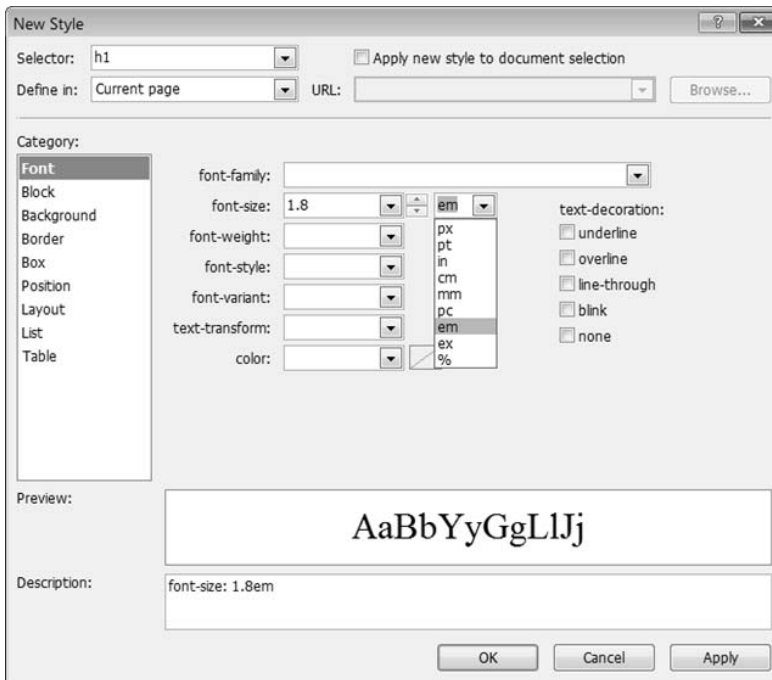 New Style
Selector: h1 Apply new style to document selection
Define in: Current page URL: Browse...
Category:
Font
Block
Background
Border
Box
Position
Layout
List
Table
font-family:
font-size: 1.8 em
font-weight:
font-style:
font-variant:
text-transform:
color:
px
pt
in
cm
mm
pc
em
ex
%
text-decoration:
underline
overline
line-through
blink
none
Preview:
AaBbYyGgLlJj
Description: font-size: 1.8em
OK Cancel Apply